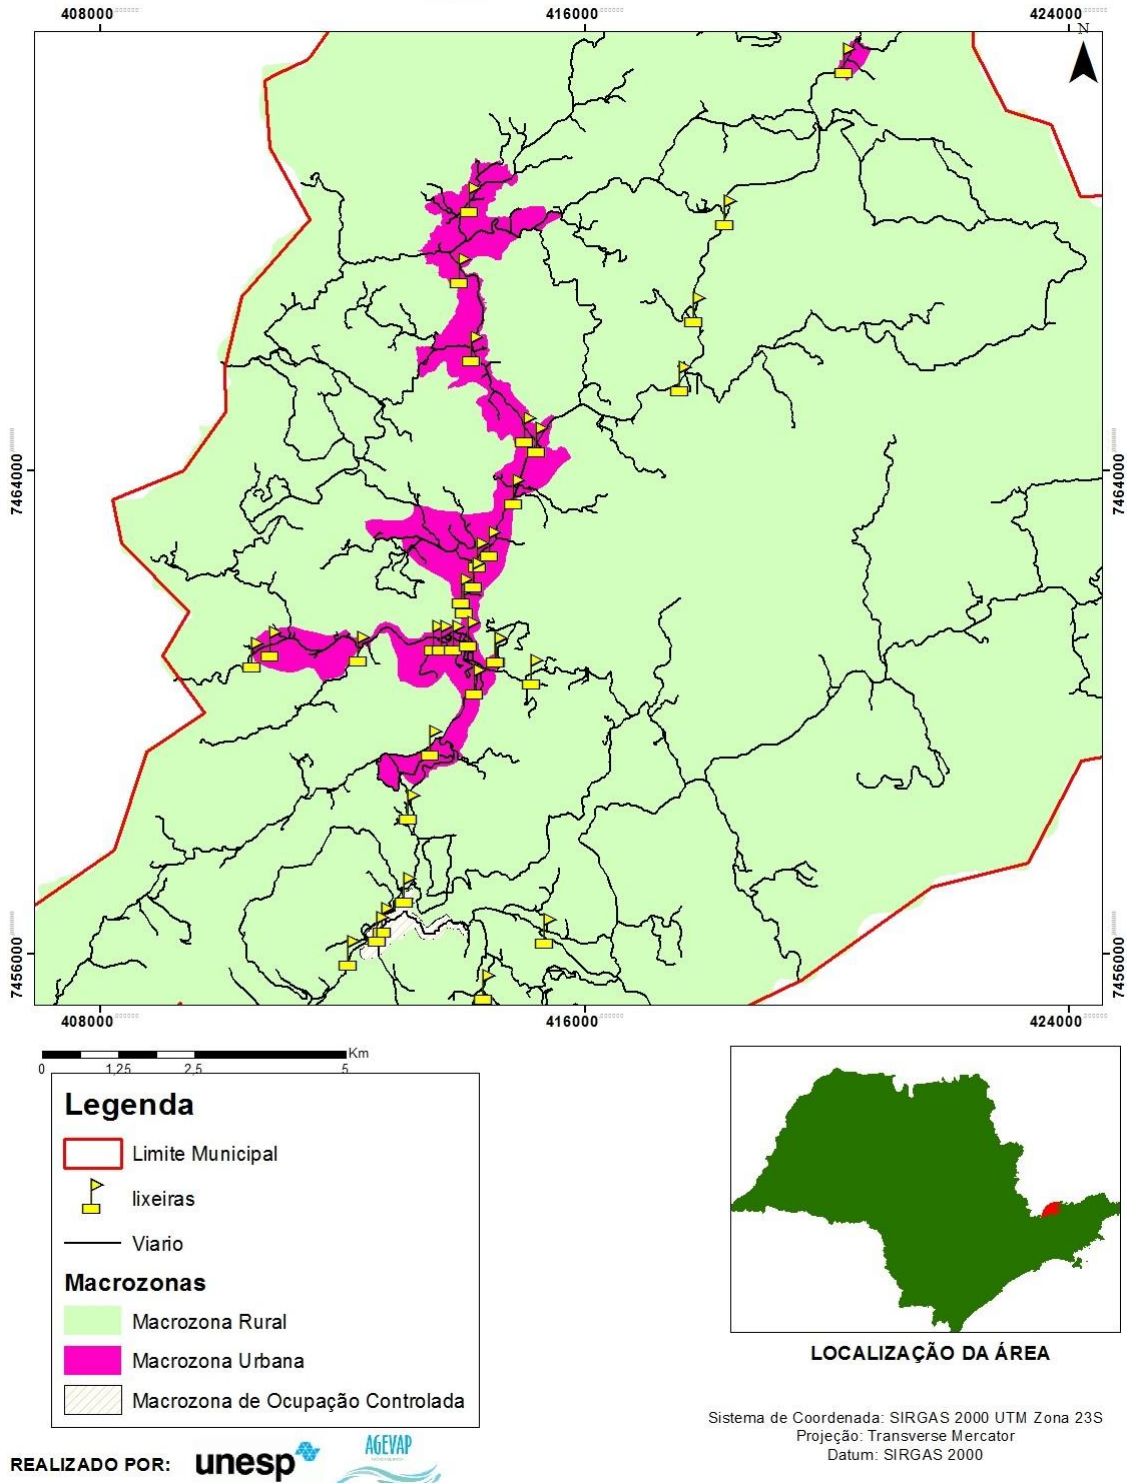 408000 416000 424000
N
7464000 7464000
7456000 7456000
408000 416000 424000
Km
0 1,25 2,5 5
Legenda
Limite Municipal
lixeiras
Viario
Macrozonas
Macrozona Rural
Macrozona Urbana
Macrozona de Ocupação Controlada
LOCALIZAÇÃO DA ÁREA
Sistema de Coordenada: SIRGAS 2000 UTM Zona 23S
Projeção: Transverse Mercator
Datum: SIRGAS 2000
REALIZADO POR: unesp AGEVAP